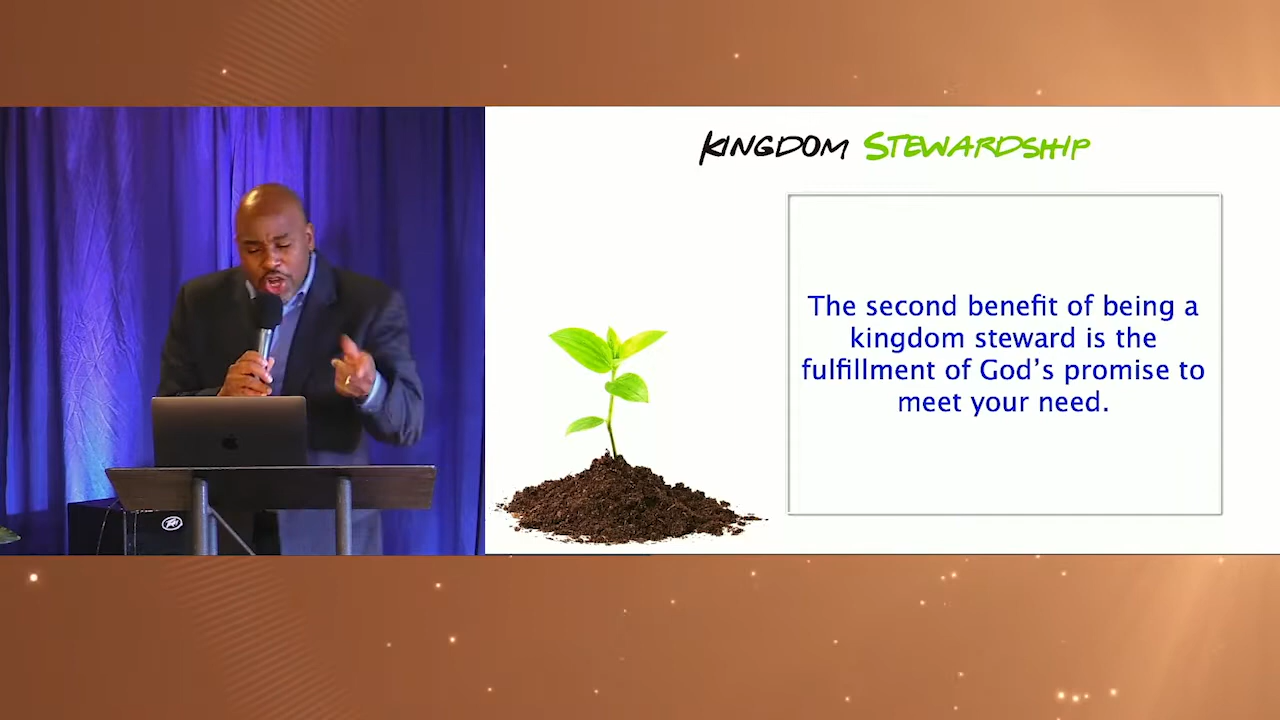 KINGDOM STEWARDSHIP
The second benefit of being a
kingdom steward is the
fulfillment of God's promise to
meet your need.